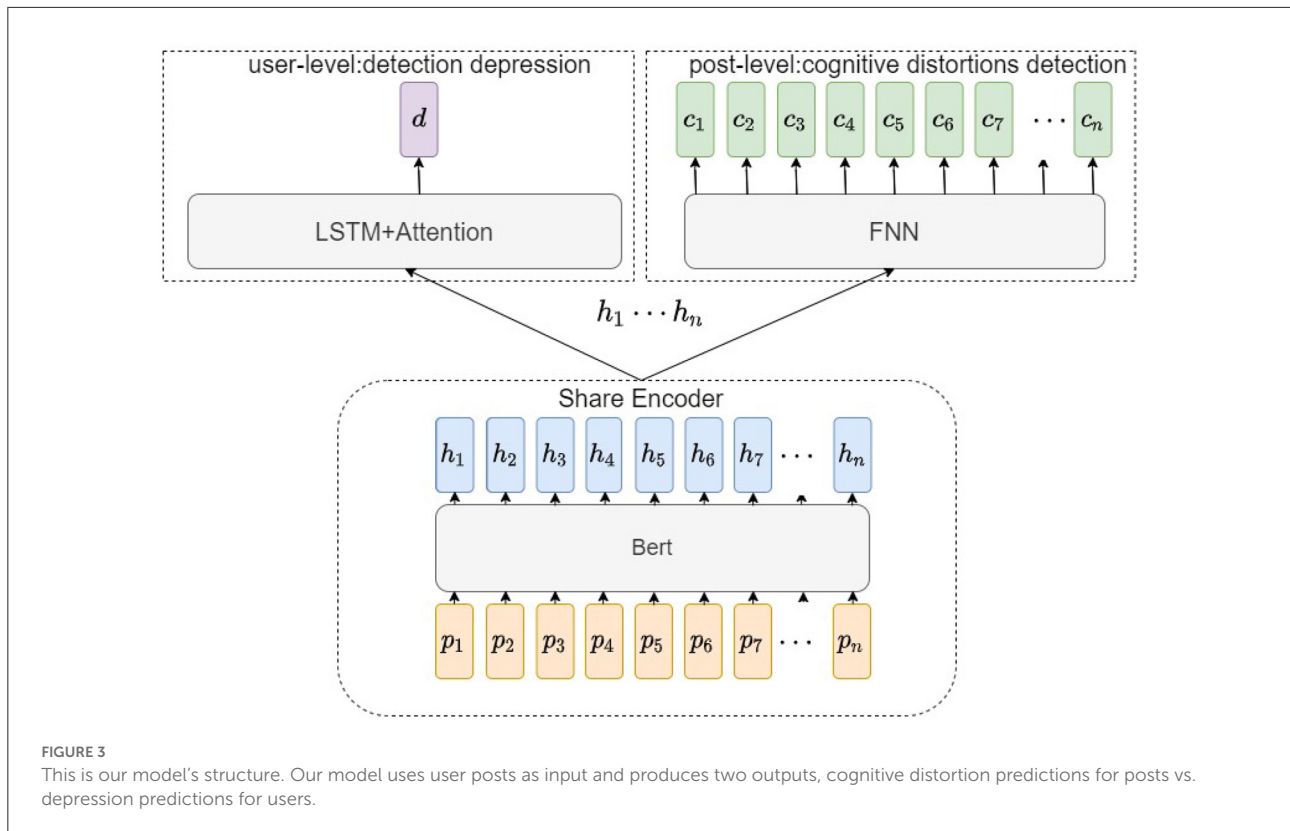 user-level:detection depression
d
LSTM+Attention
post-level:cognitive distortions detection
c₁ c₂ c₃ c₄ c₅ c₆ c₇ ··· cₙ
FNN
h₁ ··· hₙ
Share Encoder
h₁ h₂ h₃ h₄ h₅ h₆ h₇ ··· hₙ
Bert
p₁ p₂ p₃ p₄ p₅ p₆ p₇ ··· pₙ
FIGURE 3
This is our model’s structure. Our model uses user posts as input and produces two outputs, cognitive distortion predictions for posts vs.
depression predictions for users.